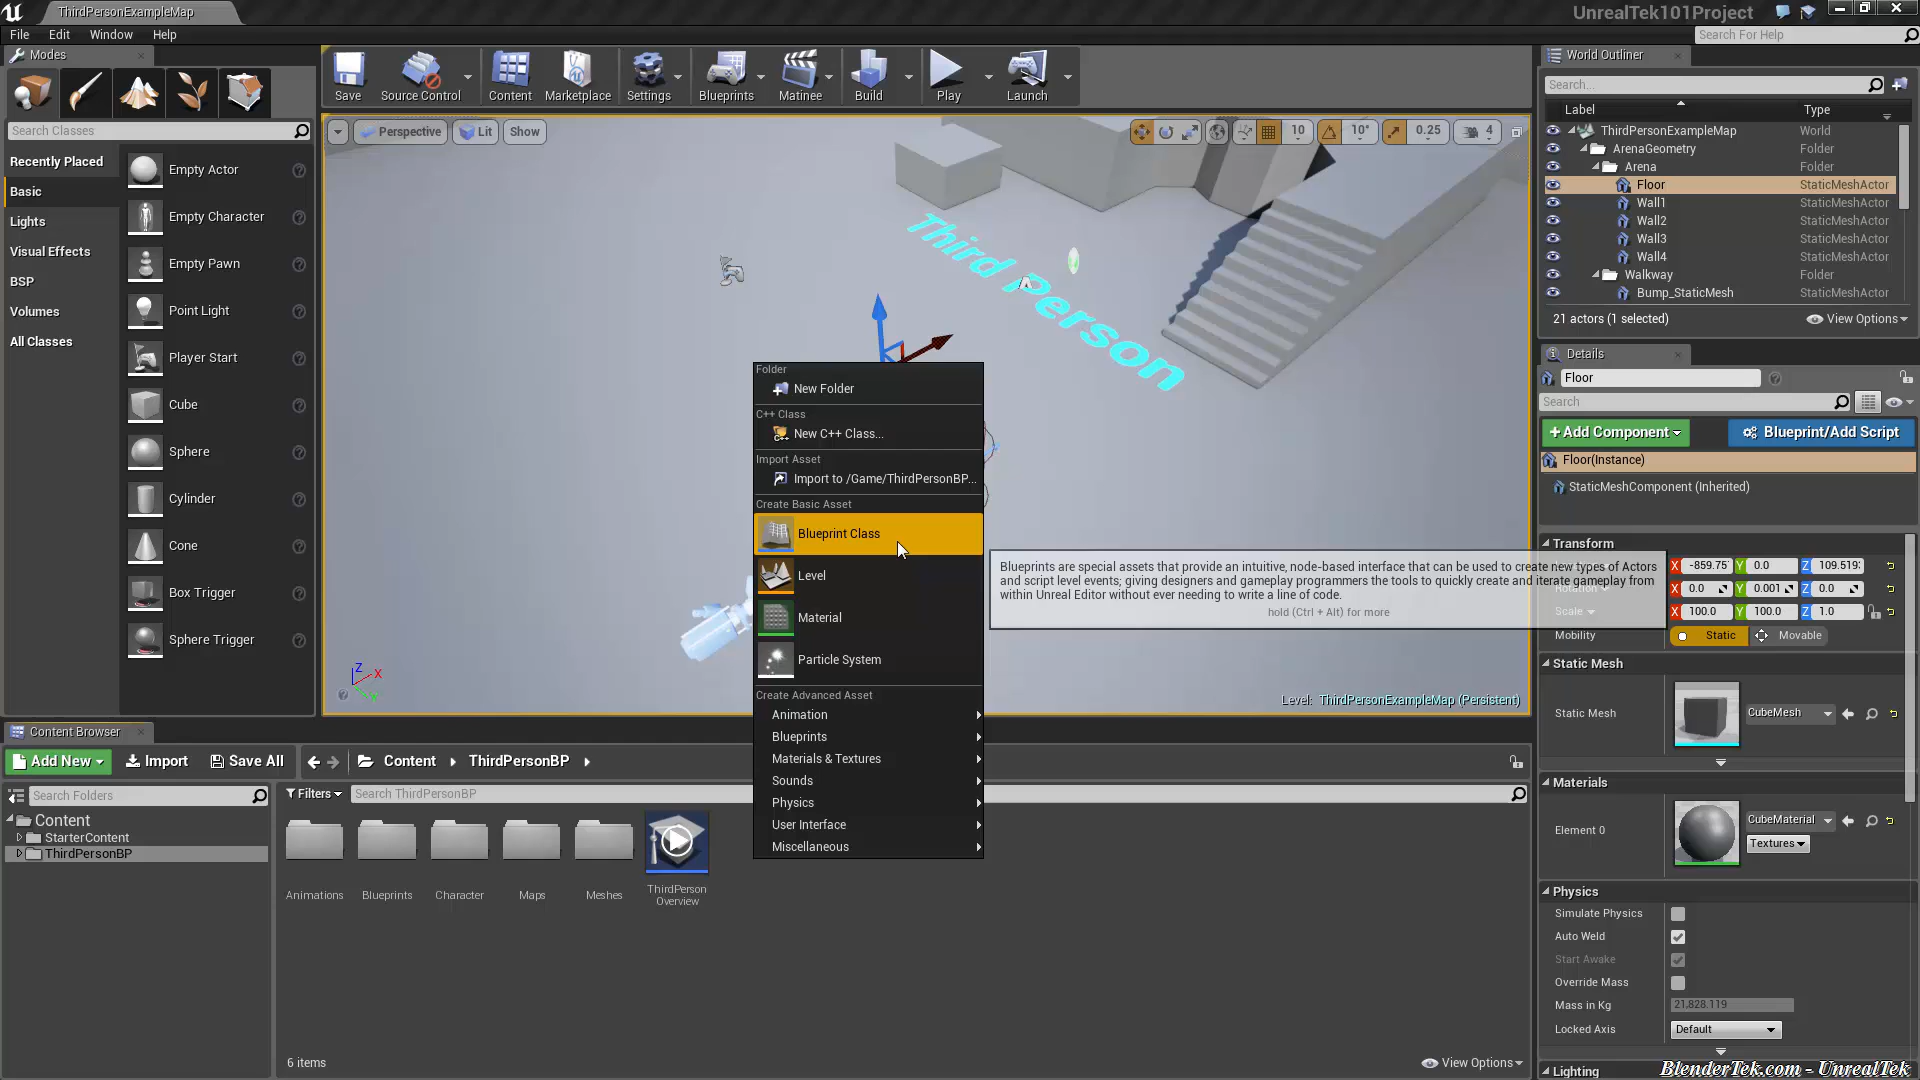 ThirdPersonExampleMap
UnrealTek101Project
File Edit Window Help
Search For Help
Modes
Search Classes
Recently Placed
Basic
Lights
Visual Effects
BSP
Volumes
All Classes
Empty Actor
Empty Character
Empty Pawn
Point Light
Player Start
Cube
Sphere
Cylinder
Cone
Box Trigger
Sphere Trigger
Save
Source Control
Content
Marketplace
Settings
Blueprints
Matinee
Build
Play
Launch
Perspective Lit Show
10 10° 0.25 4
Third Person
Z X Y
Level: ThirdPersonExampleMap (Persistent)
Folder
New Folder
C++ Class
New C++ Class...
Import Asset
Import to /Game/ThirdPersonBP...
Create Basic Asset
Blueprint Class
Level
Material
Particle System
Create Advanced Asset
Animation
Blueprints
Materials & Textures
Sounds
Physics
User Interface
Miscellaneous
Blueprints are special assets that provide an intuitive, node-based interface that can be used to create new types of Actors
and script level events; giving designers and gameplay programmers the tools to quickly create and iterate gameplay from
within Unreal Editor without ever needing to write a line of code.
hold (Ctrl + Alt) for more
World Outliner
Search...
Label Type
ThirdPersonExampleMap World
ArenaGeometry Folder
Arena Folder
Floor StaticMeshActor
Wall1 StaticMeshActor
Wall2 StaticMeshActor
Wall3 StaticMeshActor
Wall4 StaticMeshActor
Walkway Folder
Bump_StaticMesh StaticMeshActor
21 actors (1 selected) View Options
Details
Floor
Search
+Add Component Blueprint/Add Script
Floor(Instance)
StaticMeshComponent (Inherited)
Transform
X -859.75 Y 0.0 Z 109.519
Rotation X 0.0 Y 0.001 Z 0.0
Scale X 100.0 Y 100.0 Z 1.0
Mobility Static Movable
Static Mesh
Static Mesh CubeMesh
Materials
Element 0 CubeMaterial
Textures
Physics
Simulate Physics
Auto Weld
Start Awake
Override Mass
Mass in Kg 21,828.119
Locked Axis Default
Lighting
Content Browser
Add New Import Save All Content ThirdPersonBP
Search Folders
Content
StarterContent
ThirdPersonBP
Filters Search ThirdPersonBP
Animations
Blueprints
Character
Maps
Meshes
ThirdPerson
Overview
6 items View Options
BlenderTek.com - UnrealTek